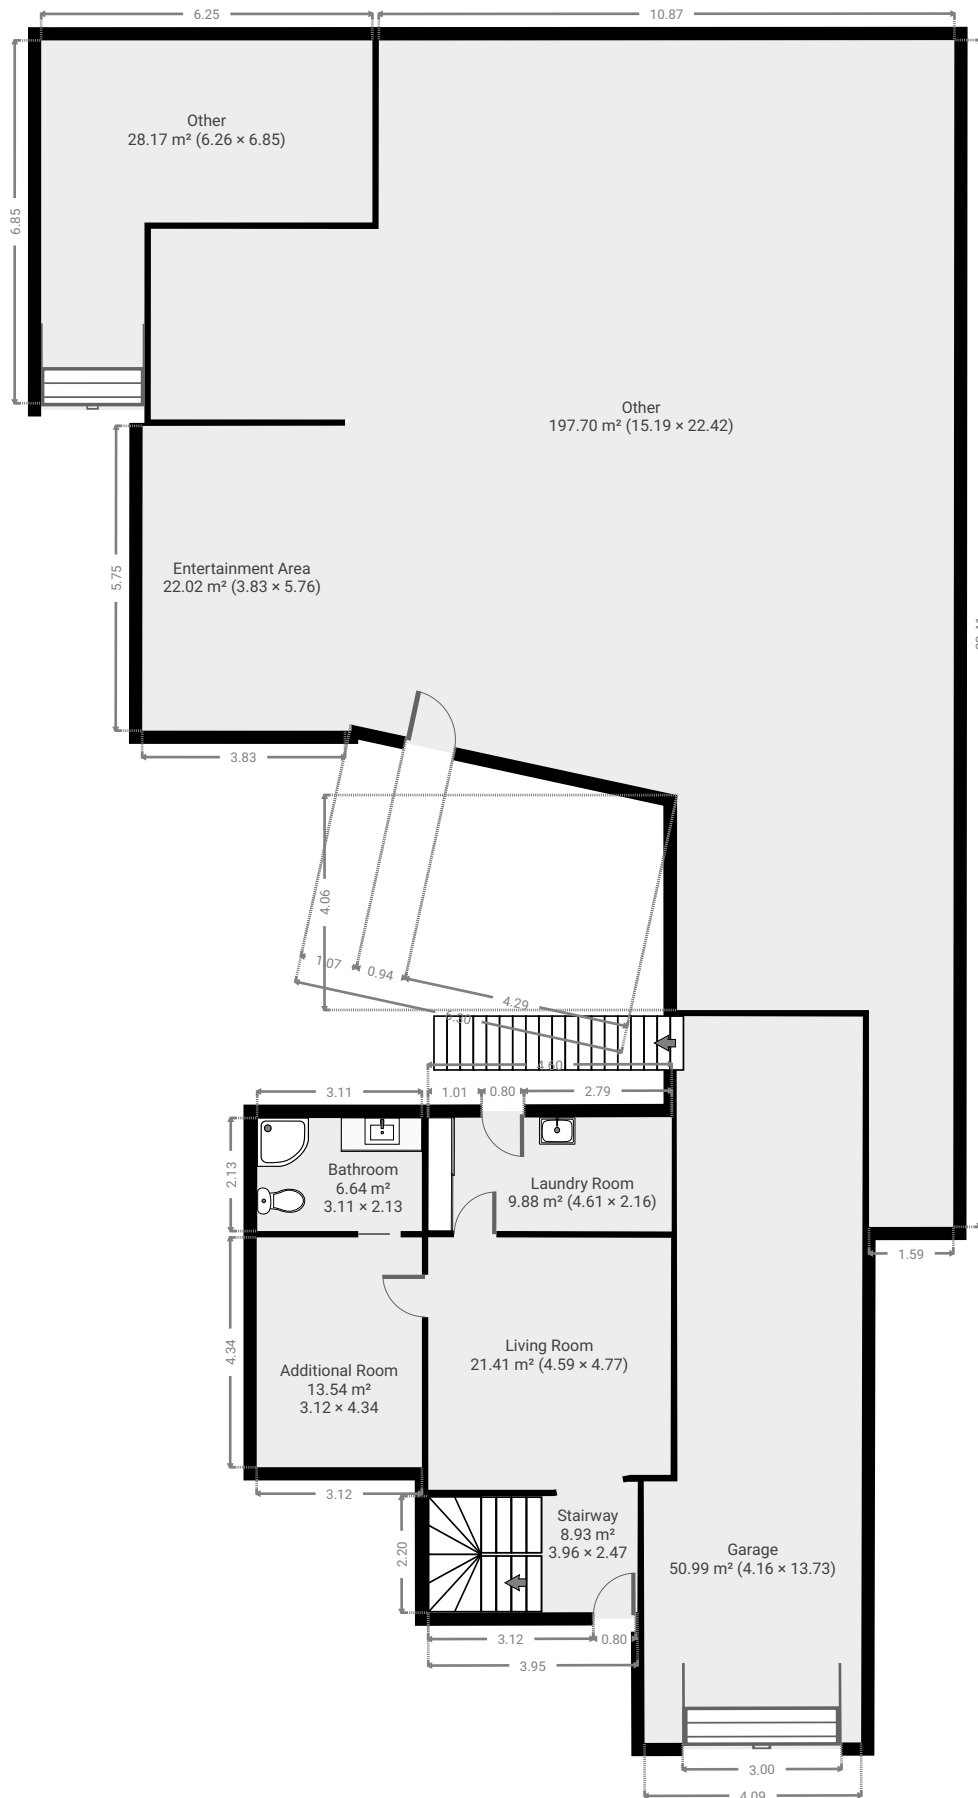 6.25
10.87
Other
28.17 m² (6.26 × 6.85)
6.85
Other
197.70 m² (15.19 × 22.42)
5.75
Entertainment Area
22.02 m² (3.83 × 5.76)
3.83
4.06
1.07
0.94
4.29
4.60
3.11
1.01
0.80
2.79
2.13
Bathroom
6.64 m²
3.11 × 2.13
Laundry Room
9.88 m² (4.61 × 2.16)
1.59
4.34
Living Room
21.41 m² (4.59 × 4.77)
Additional Room
13.54 m²
3.12 × 4.34
3.12
2.20
Stairway
8.93 m²
3.96 × 2.47
Garage
50.99 m² (4.16 × 13.73)
3.12
0.80
3.95
3.00
4.09